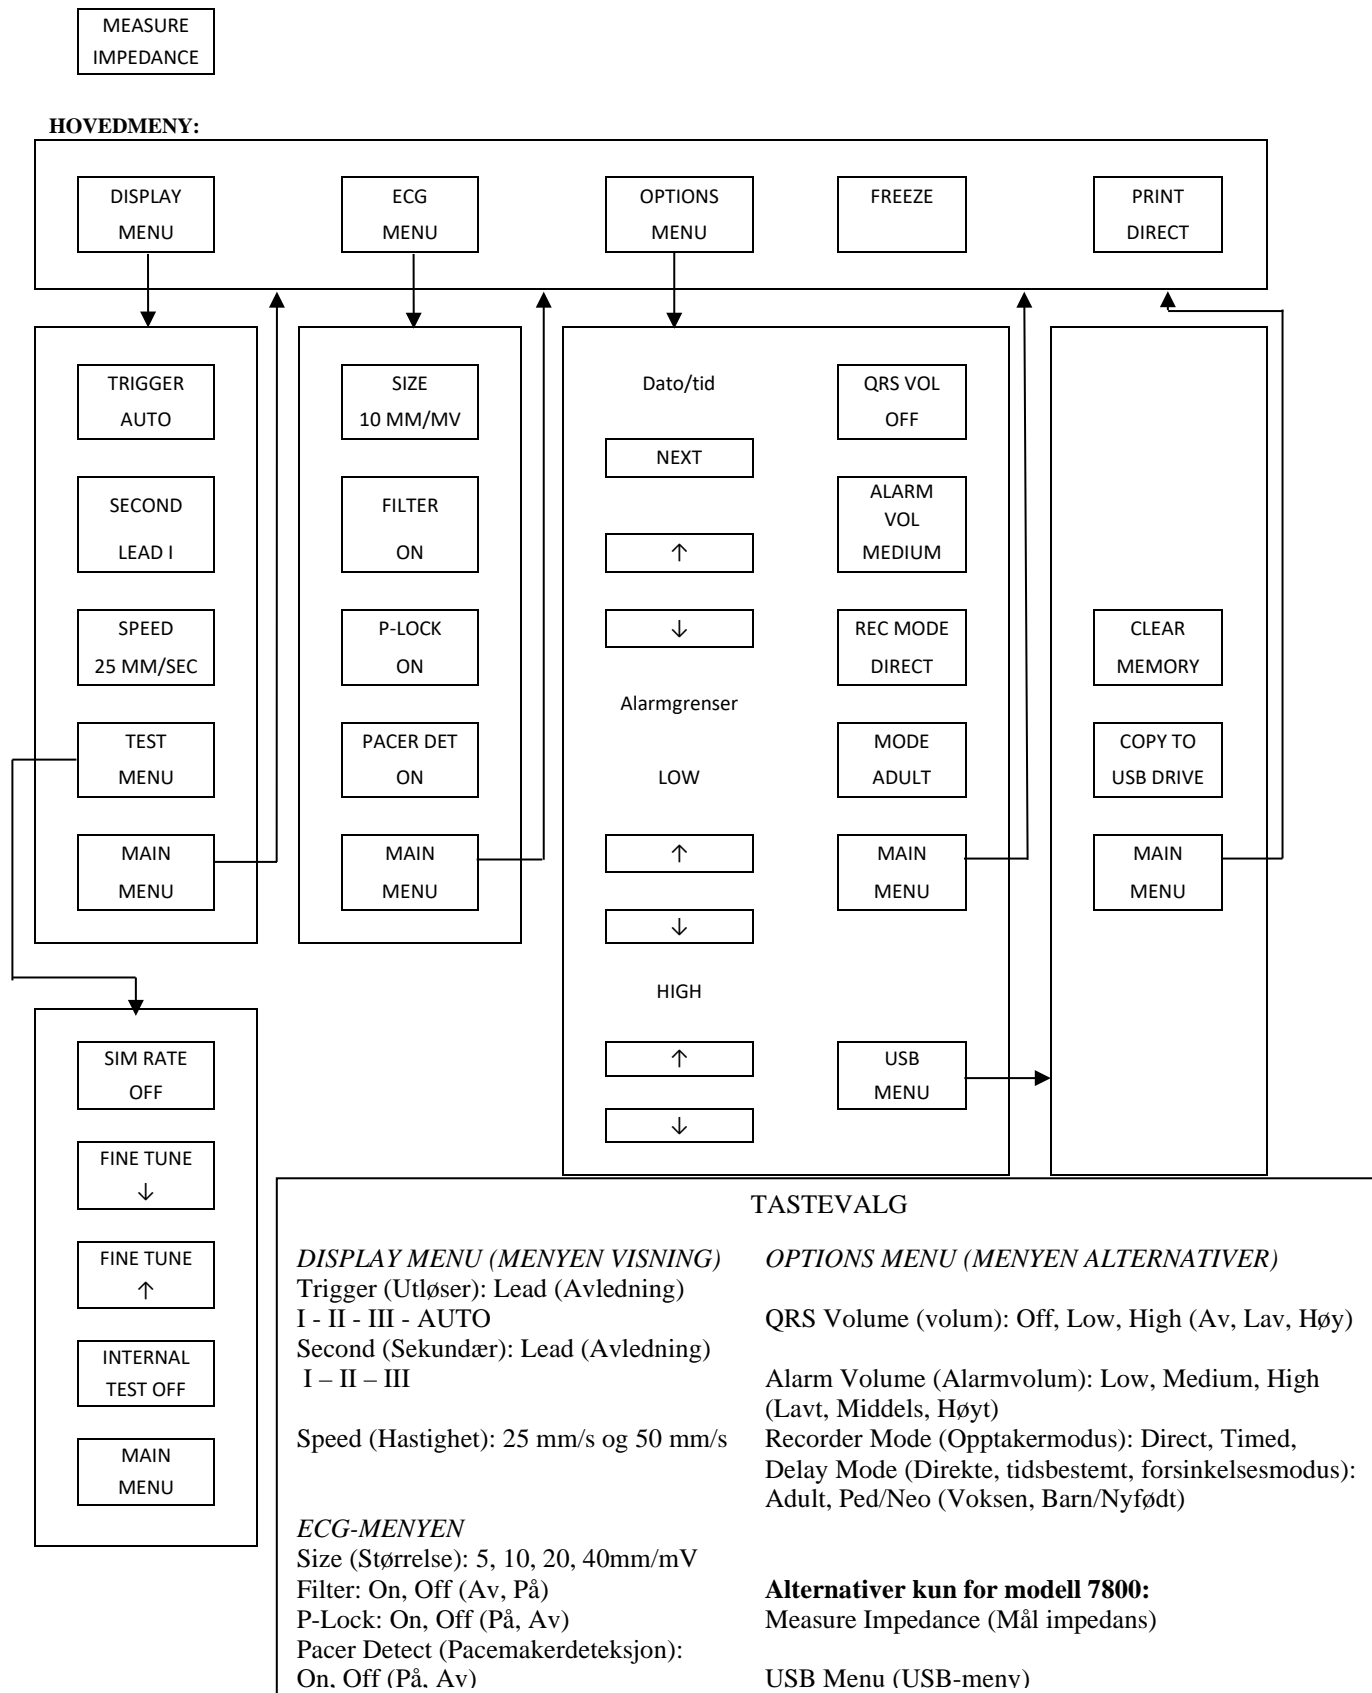 MEASURE
IMPEDANCE
HOVEDMENY:
DISPLAY
MENU
ECG
MENU
OPTIONS
MENU
FREEZE
PRINT
DIRECT
TRIGGER
AUTO
SECOND
LEAD I
SPEED
25 MM/SEC
TEST
MENU
MAIN
MENU
SIZE
10 MM/MV
FILTER
ON
P-LOCK
ON
PACER DET
ON
MAIN
MENU
Dato/tid
NEXT
↑
↓
Alarmgrenser
LOW
↑
↓
HIGH
↑
↓
QRS VOL
OFF
ALARM
VOL
MEDIUM
REC MODE
DIRECT
MODE
ADULT
MAIN
MENU
USB
MENU
CLEAR
MEMORY
COPY TO
USB DRIVE
MAIN
MENU
SIM RATE
OFF
FINE TUNE
↓
FINE TUNE
↑
INTERNAL
TEST OFF
MAIN
MENU
TASTEVALG
DISPLAY MENU (MENYEN VISNING)
Trigger (Utløser): Lead (Avledning)
I - II - III - AUTO
Second (Sekundær): Lead (Avledning)
I – II – III
Speed (Hastighet): 25 mm/s og 50 mm/s
ECG-MENYEN
Size (Størrelse): 5, 10, 20, 40mm/mV
Filter: On, Off (Av, På)
P-Lock: On, Off (På, Av)
Pacer Detect (Pacemakerdeteksjon):
On, Off (På, Av)
OPTIONS MENU (MENYEN ALTERNATIVER)
QRS Volume (volum): Off, Low, High (Av, Lav, Høy)
Alarm Volume (Alarmvolum): Low, Medium, High
(Lavt, Middels, Høyt)
Recorder Mode (Opptakermodus): Direct, Timed,
Delay Mode (Direkte, tidsbestemt, forsinkelsesmodus):
Adult, Ped/Neo (Voksen, Barn/Nyfødt)
Alternativer kun for modell 7800:
Measure Impedance (Mål impedans)
USB Menu (USB-meny)